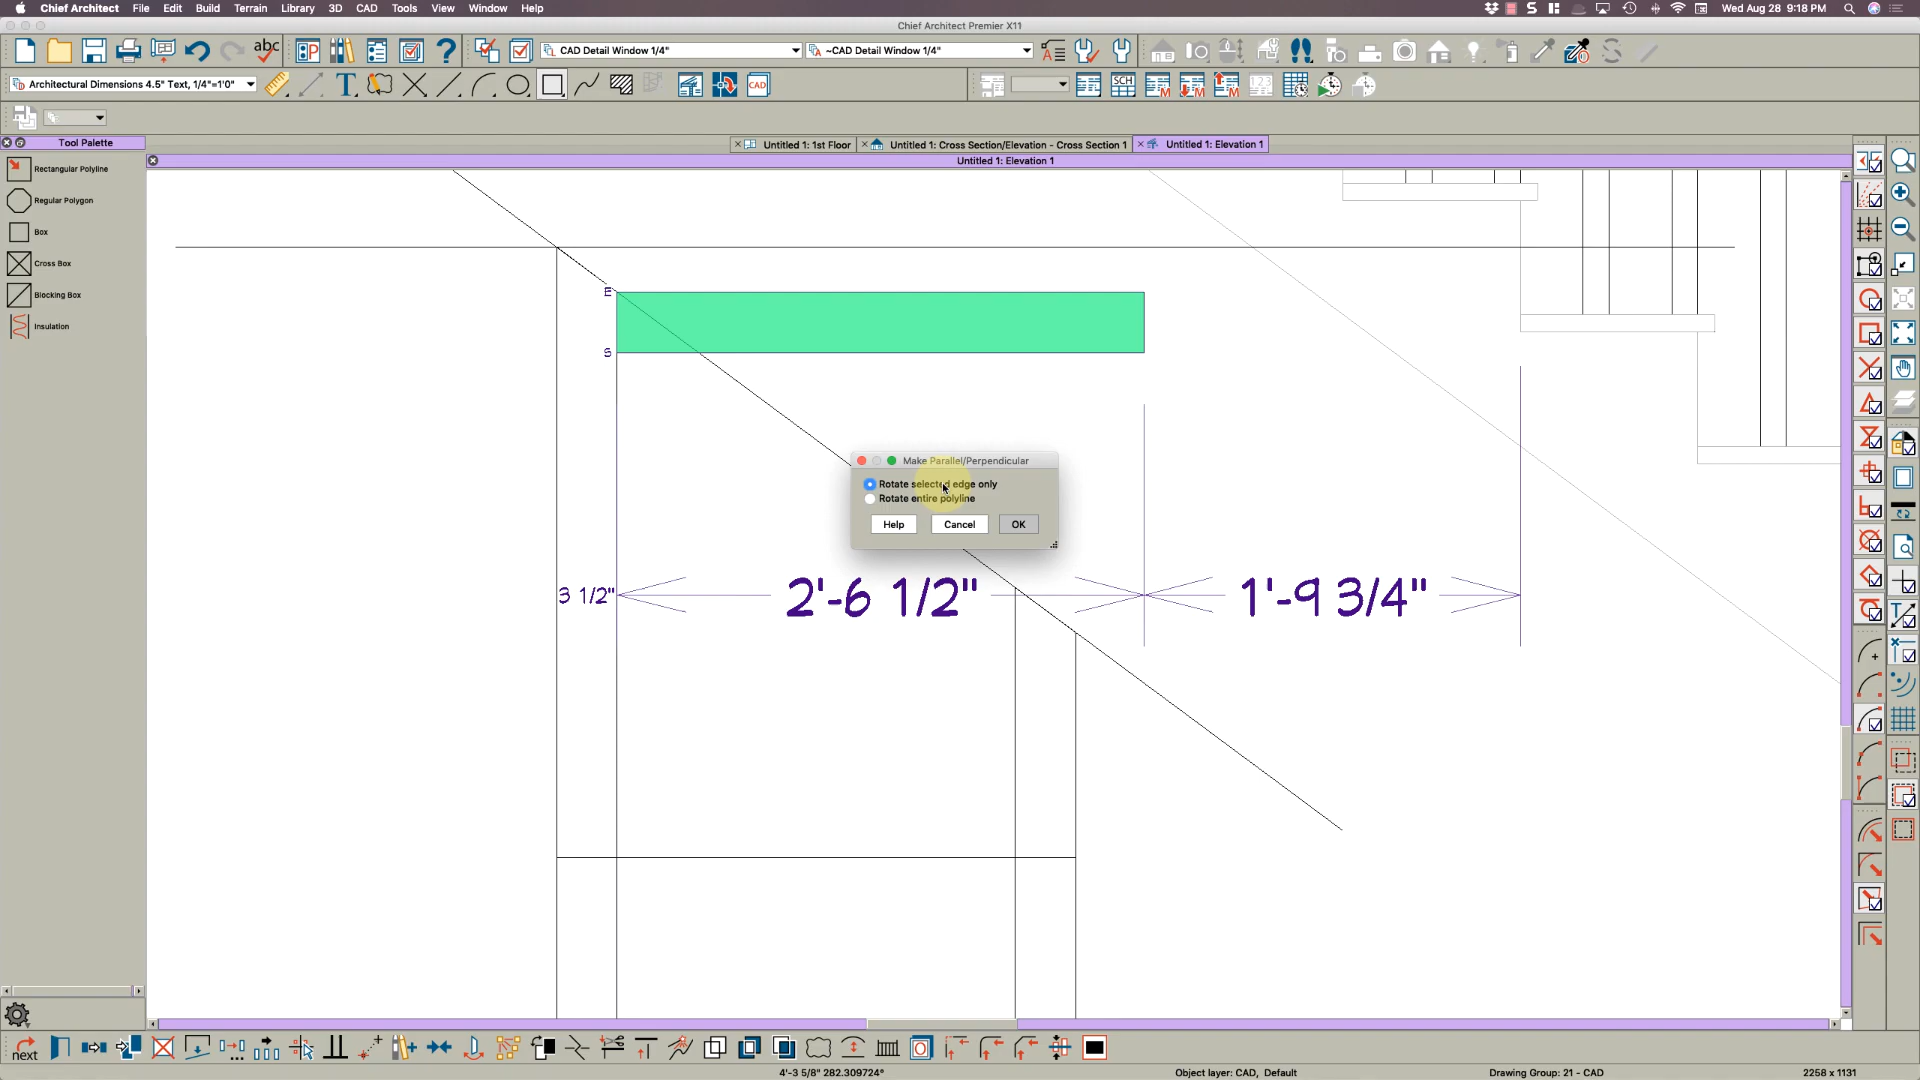 Chief Architect File Edit Build Terrain Library 3D CAD Tools View Window Help
Wed Aug 28 9:18 PM
Chief Architect Premier X11
abc
CAD Detail Window 1/4"
~CAD Detail Window 1/4"
Architectural Dimensions 4.5" Text, 1/4"=1'0"
T
CAD
SCH
Tool Palette
Untitled 1: 1st Floor
Untitled 1: Cross Section/Elevation - Cross Section 1
Untitled 1: Elevation 1
Untitled 1: Elevation 1
Rectangular Polyline
Regular Polygon
Box
Cross Box
Blocking Box
Insulation
E
S
Make Parallel/Perpendicular
Rotate selected edge only
Rotate entire polyline
Help
Cancel
OK
3 1/2"
2'-6 1/2"
1'-9 3/4"
next
4'-3 5/8" 282.309724°
Object layer: CAD, Default
Drawing Group: 21 - CAD
2258 x 1131